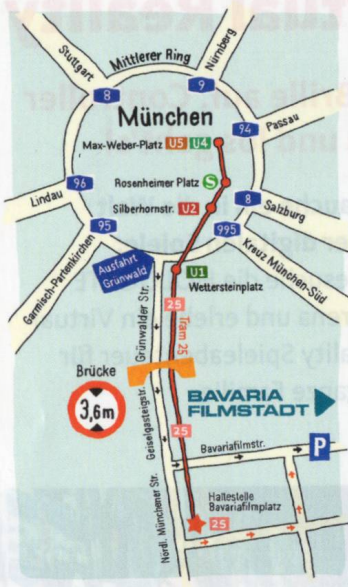 Mittlerer Ring
Stuttgart
8
9
Nürnberg
München
94
Passau
Max-Weber-Platz U5 U4
Rosenheimer Platz S
96
Lindau
Silberhornstr. U2
8
Salzburg
95
Garmisch-Partenkirchen
995
Kreuz München-Süd
Ausfahrt
Grünwald
U1
Wettersteinplatz
25
Tram 25
Grünwalder Str.
Brücke
3,6m
BAVARIA
FILMSTADT
Geiselgasteigstr.
25
Bavariafilmstr.
P
Nördl. Münchener Str.
Haltestelle
Bavariafilmplatz
25